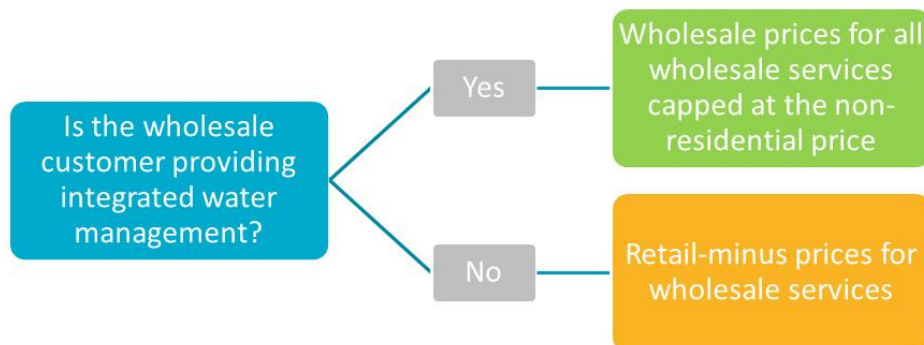 Is the wholesale
customer providing
integrated water
management?
Yes
Wholesale prices for all
wholesale services
capped at the non-
residential price
No
Retail-minus prices for
wholesale services